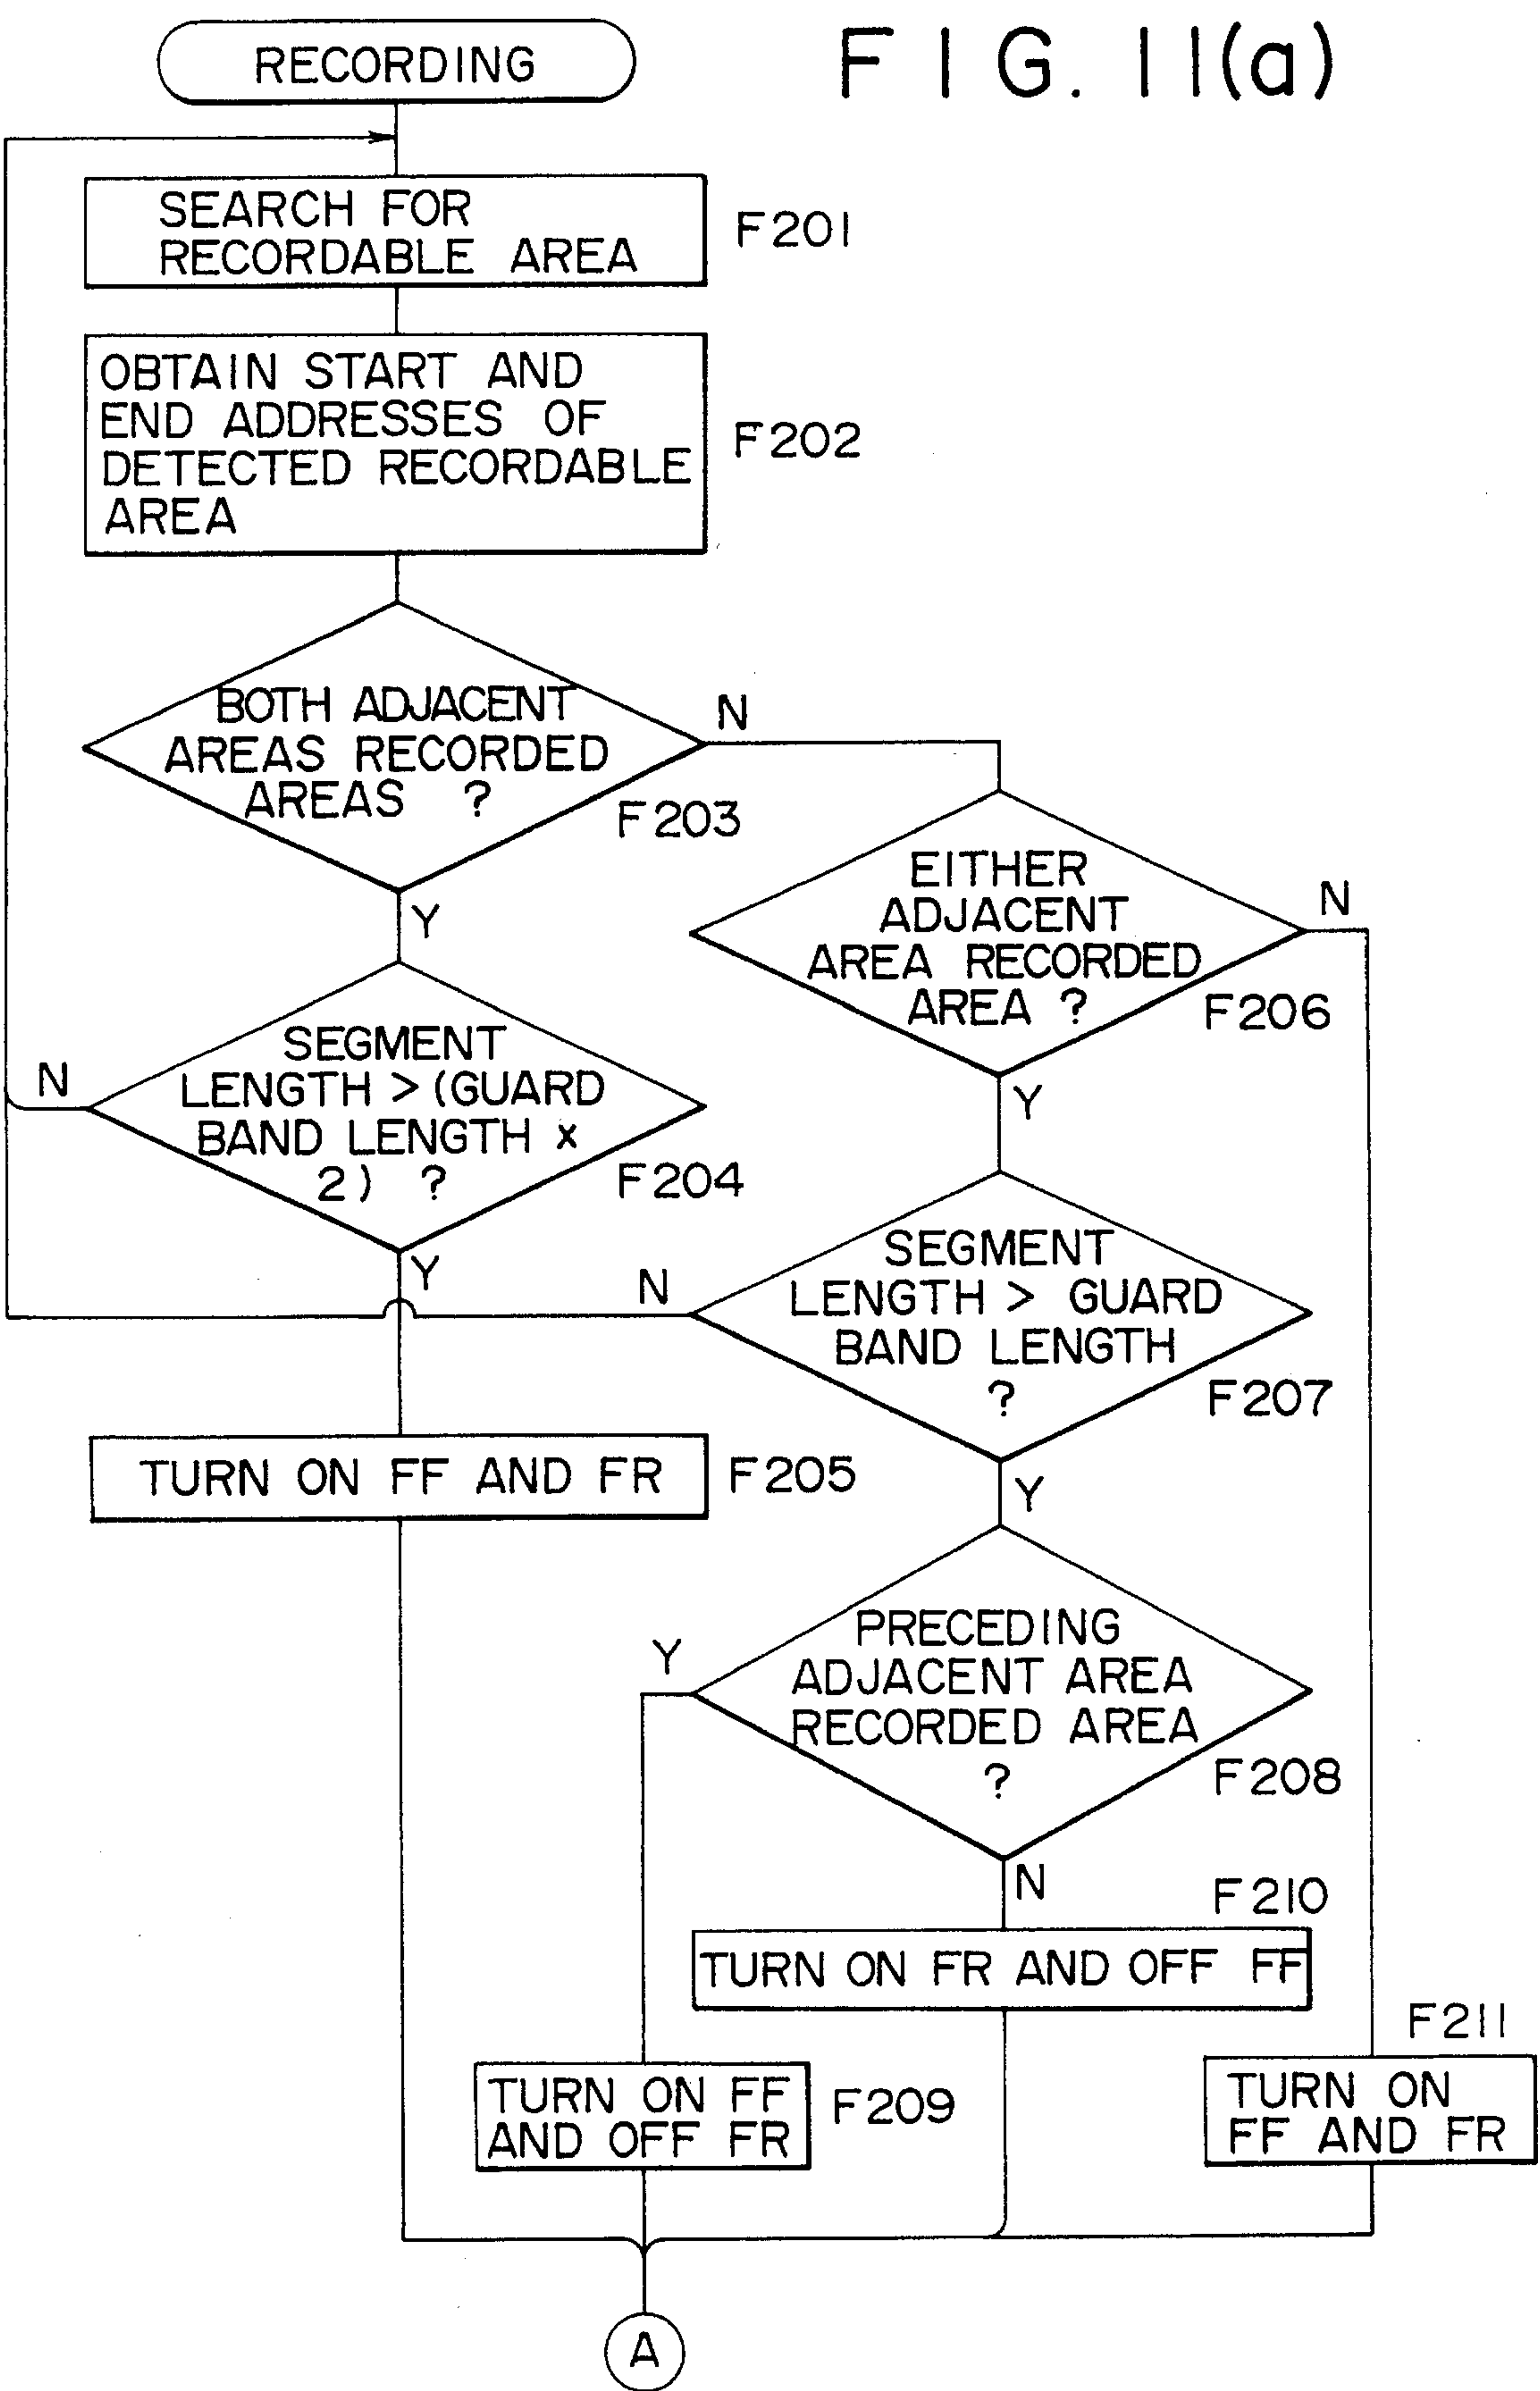 FIG. 11(a)
RECORDING
SEARCH FOR
RECORDABLE AREA
F201
OBTAIN START AND
END ADDRESSES OF
DETECTED RECORDABLE
AREA
F202
BOTH ADJACENT
AREAS RECORDED
AREAS ?
F203
N
Y
EITHER
ADJACENT
AREA RECORDED
AREA ?
F206
N
Y
SEGMENT
LENGTH > (GUARD
BAND LENGTH x
2) ?
F204
N
Y
SEGMENT
LENGTH > GUARD
BAND LENGTH
?
F207
N
Y
TURN ON FF AND FR
F205
PRECEDING
ADJACENT AREA
RECORDED AREA
?
F208
Y
N
F210
TURN ON FR AND OFF FF
TURN ON FF
AND OFF FR
F209
F211
TURN ON
FF AND FR
A